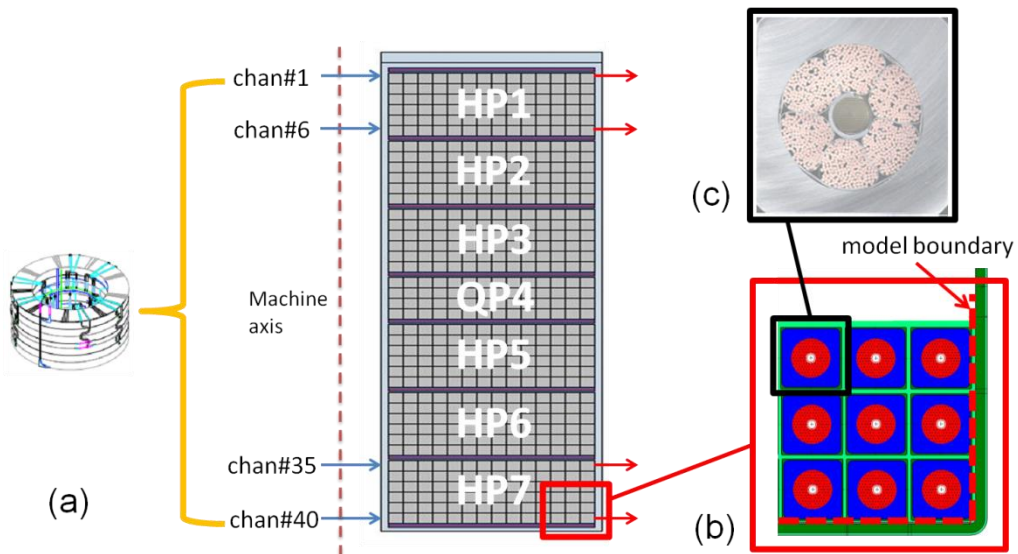 chan#1
chan#6
HP1
HP2
HP3
QP4
HP5
HP6
HP7
Machine
axis
chan#35
chan#40
(a)
(c)
model boundary
(b)